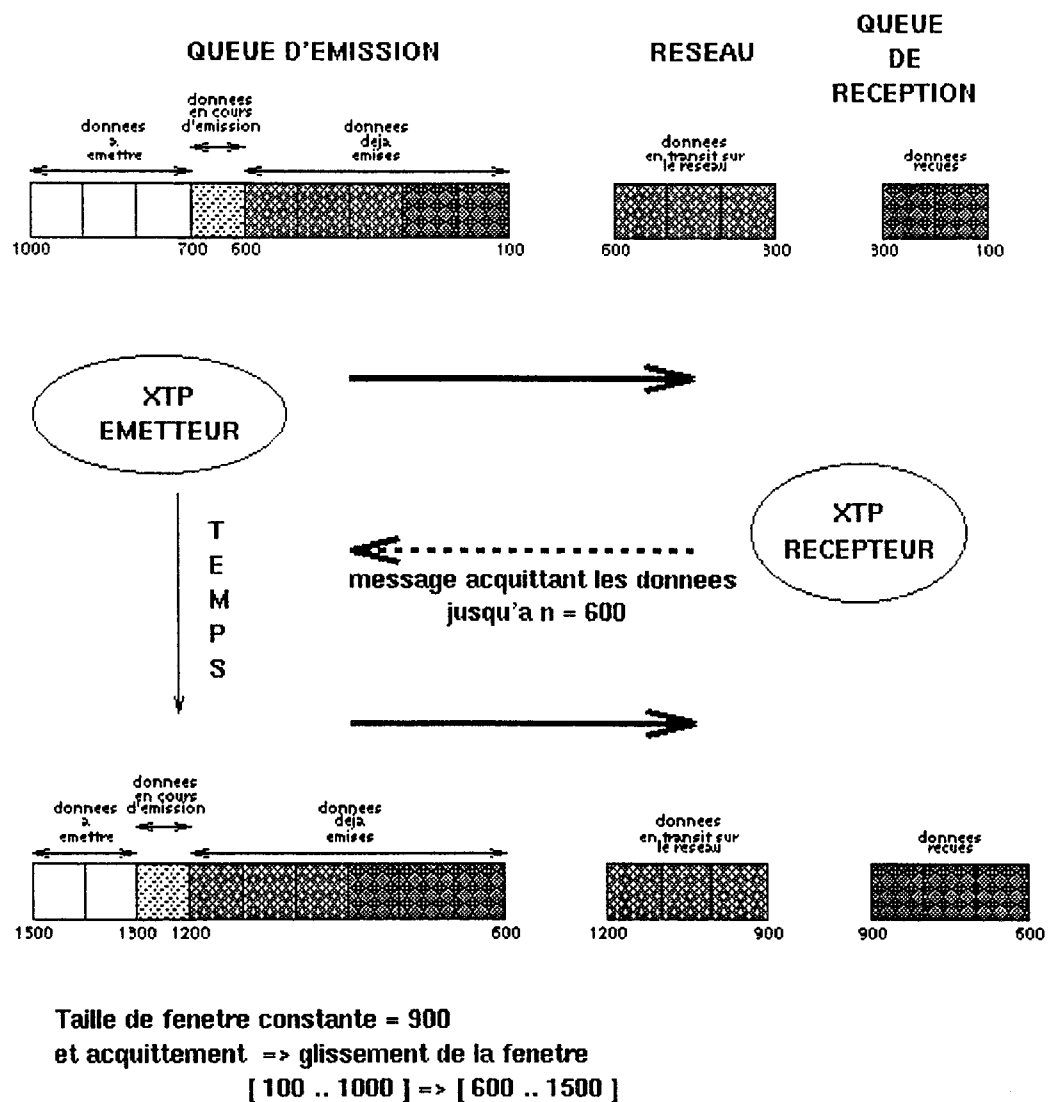 QUEUE D'EMISSION
RESEAU
QUEUE
DE
RECEPTION
donnees
à
emettre
donnees
en cours
d'emission
donnees
deja
emises
donnees
en transit sur
le reseau
donnees
recues
1000
700
600
100
600
300
300
100
XTP
EMETTEUR
T
E
M
P
S
XTP
RECEPTEUR
message acquittant les donnees
jusqu'a n = 600
donnees
à
emettre
donnees
en cours
d'emission
donnees
deja
emises
donnees
en transit sur
le reseau
donnees
recues
1500
1300
1200
600
1200
900
900
600
Taille de fenetre constante = 900
et acquittement => glissement de la fenetre
[ 100 .. 1000 ] => [ 600 .. 1500 ]